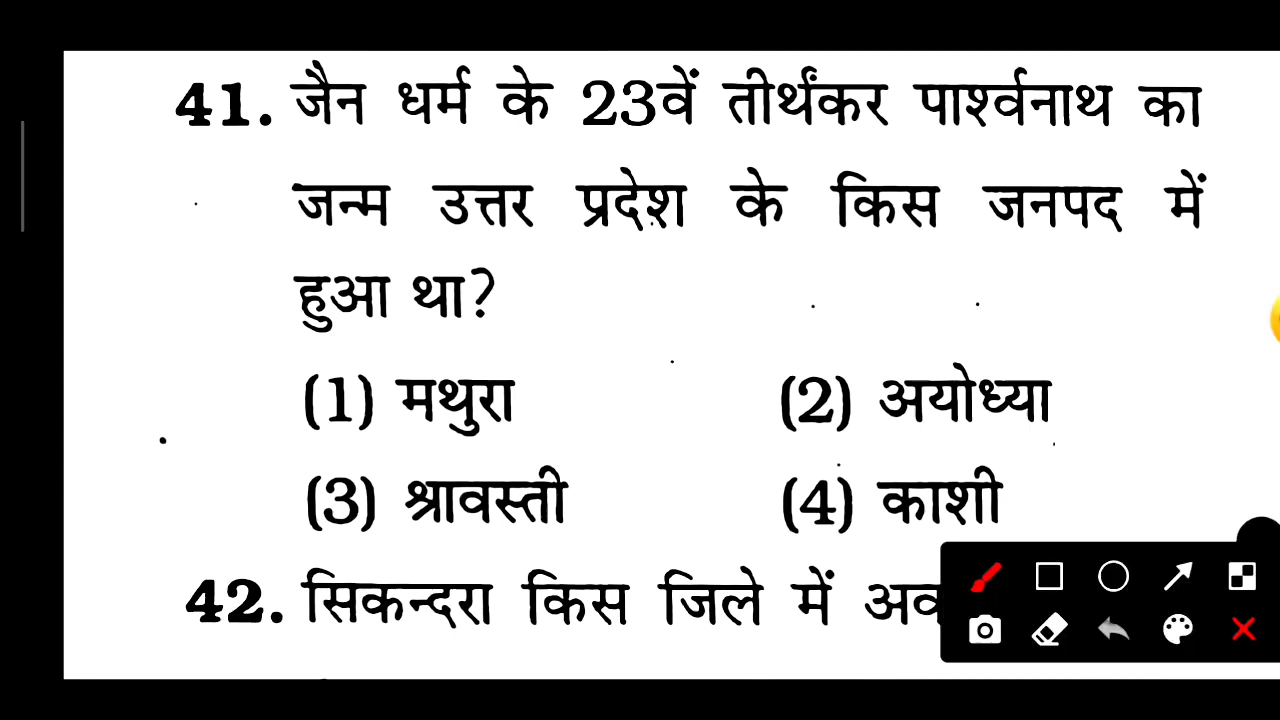 41. जैन धर्म के 23वें तीर्थंकर पार्श्वनाथ का
जन्म उत्तर प्रदेश के किस जनपद में
हुआ था?
(1) मथुरा (2) अयोध्या
(3) श्रावस्ती (4) काशी
42. सिकन्दरा किस जिले में